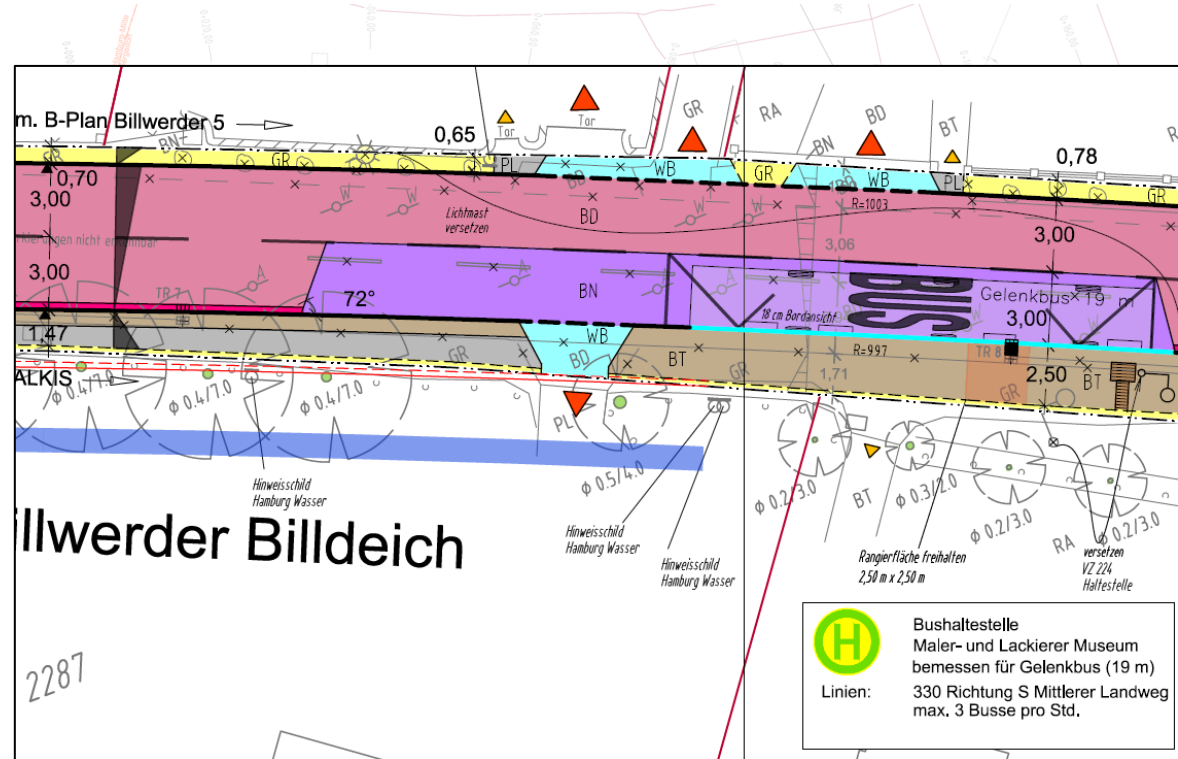 m. B-Plan Billwerder 5
0,65
Tor
Tor
GR
RA
BD
BN
BT
0,78
BN
GR
PL
BD
WB
GR
WB
PL
GR
0,70
3,00
Lichtmast
versetzen
BD
R=1003
3,06
3,00
3,00
TR 7
72°
BN
18 cm Bordansicht
BUS
Gelenkbus 19 m
3,00
1,47
GR
WB
BD
BT
GR
R=997
1,71
TR 8
GR
2,50
BT
ALKIS
φ 0.4/7.0
φ 0.4/7.0
φ 0.4/7.0
PL
φ 0.5/4.0
φ 0.2/3.0
BT
φ 0.3/2.0
φ 0.2/3.0
RA
φ 0.2/3.0
Hinweisschild
Hamburg Wasser
Hinweisschild
Hamburg Wasser
Hinweisschild
Hamburg Wasser
Rangierfläche freihalten
2,50 m x 2,50 m
versetzen
VZ 224
Haltestelle
illwerder Billdeich
2287
H
Bushaltestelle
Maler- und Lackierer Museum
bemessen für Gelenkbus (19 m)
Linien:
330 Richtung S Mittlerer Landweg
max. 3 Busse pro Std.